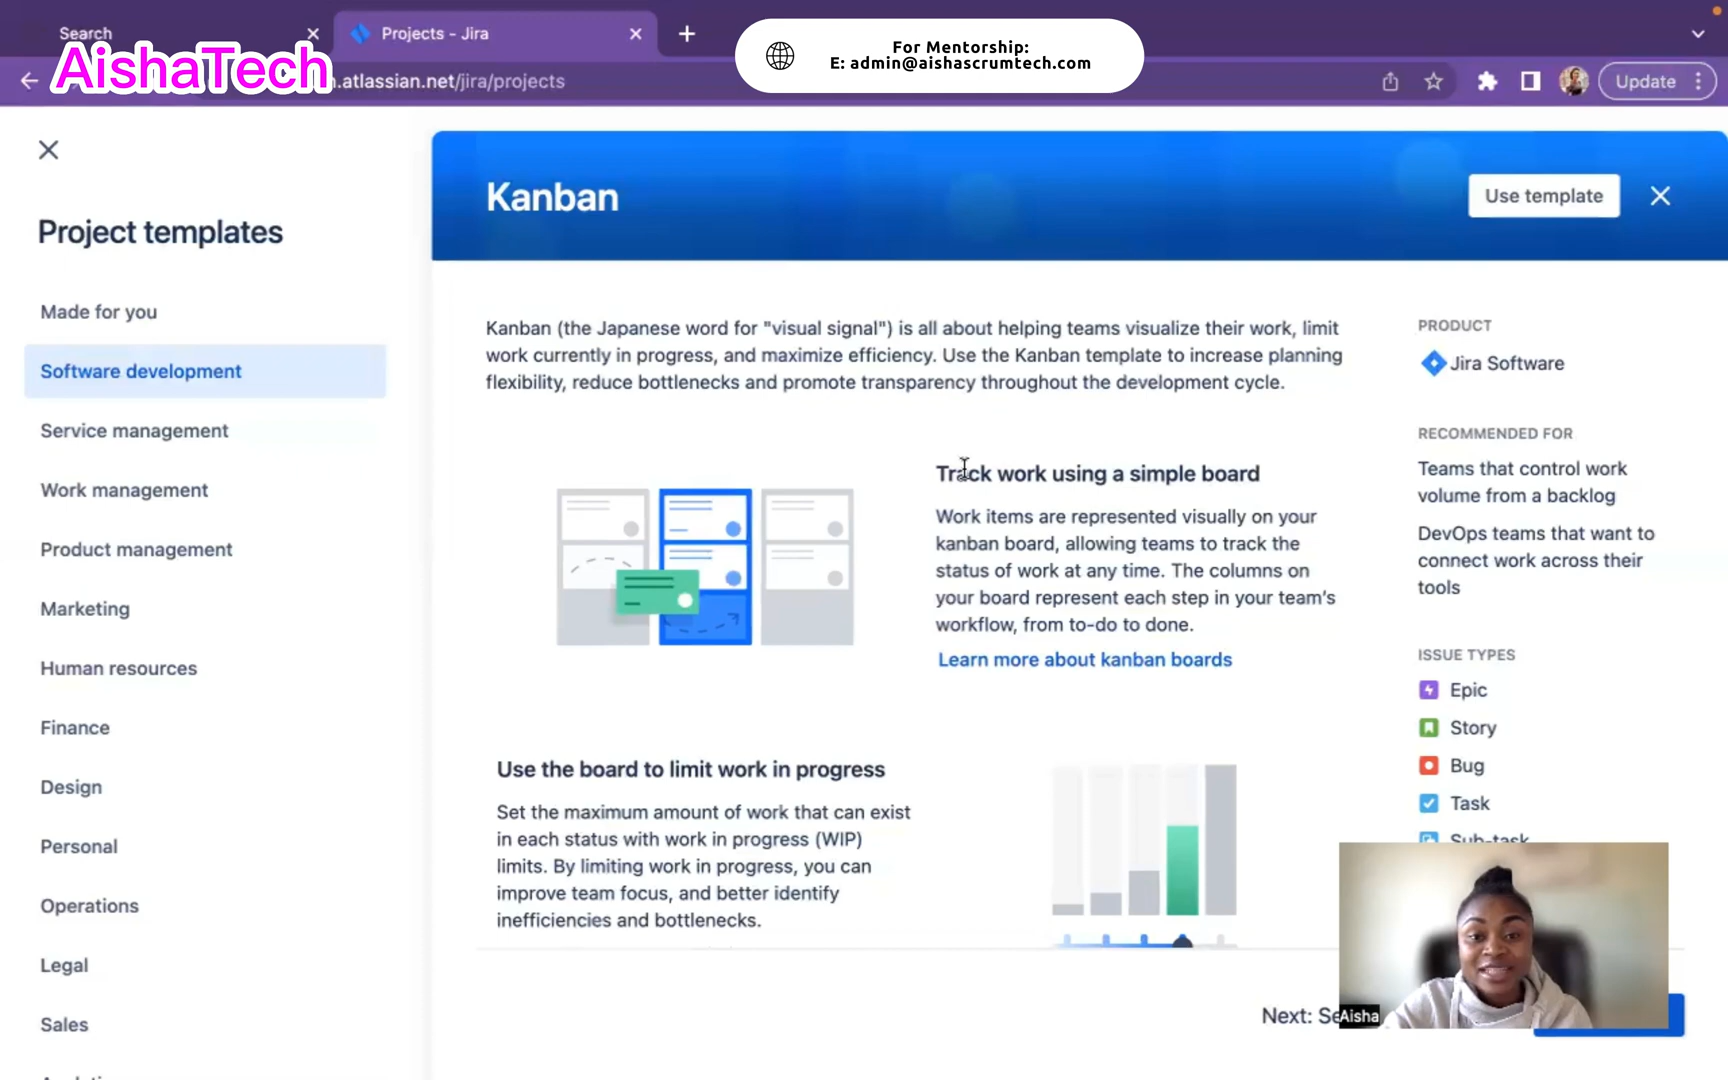 Search
Projects - Jira
AishaTech
.atlassian.net/jira/projects
For Mentorship:
E: admin@aishascrumtech.com
Update
Project templates
Made for you
Software development
Service management
Work management
Product management
Marketing
Human resources
Finance
Design
Personal
Operations
Legal
Sales
Kanban
Use template
Kanban (the Japanese word for "visual signal") is all about helping teams visualize their work, limit
work currently in progress, and maximize efficiency. Use the Kanban template to increase planning
flexibility, reduce bottlenecks and promote transparency throughout the development cycle.
Track work using a simple board
Work items are represented visually on your
kanban board, allowing teams to track the
status of work at any time. The columns on
your board represent each step in your team's
workflow, from to-do to done.
Learn more about kanban boards
Use the board to limit work in progress
Set the maximum amount of work that can exist
in each status with work in progress (WIP)
limits. By limiting work in progress, you can
improve team focus, and better identify
inefficiencies and bottlenecks.
PRODUCT
Jira Software
RECOMMENDED FOR
Teams that control work
volume from a backlog
DevOps teams that want to
connect work across their
tools
ISSUE TYPES
Epic
Story
Bug
Task
Sub-task
Next:
Aisha